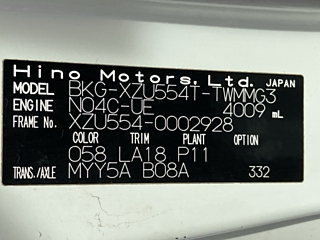 Hino Motors, Ltd. JAPAN
MODEL BKG-XZU554T-TWMMG3
ENGINE N04C-UE 4009 mL
FRAME No. XZU554-0002928
COLOR TRIM PLANT OPTION
058 LA18 P11
TRANS./AXLE MYY5A B08A 332